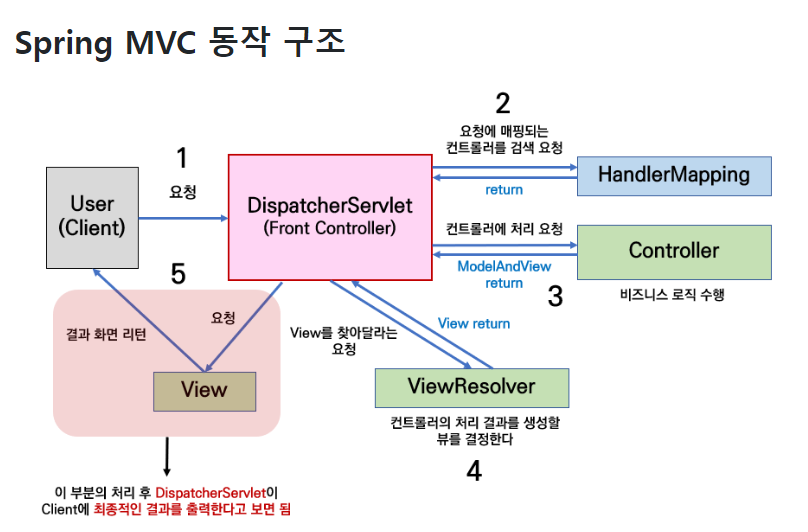 Spring MVC 동작 구조
1
요청
User
(Client)
DispatcherServlet
(Front Controller)
2
요청에 매핑되는
컨트롤러를 검색 요청
return
HandlerMapping
컨트롤러에 처리 요청
ModelAndView
return
3
Controller
비즈니스 로직 수행
View를 찾아달라는
요청
View return
ViewResolver
컨트롤러의 처리 결과를 생성할
뷰를 결정한다
4
5
결과 화면 리턴
요청
View
이 부분의 처리 후 DispatcherServlet이
Client에 최종적인 결과를 출력한다고 보면 됨